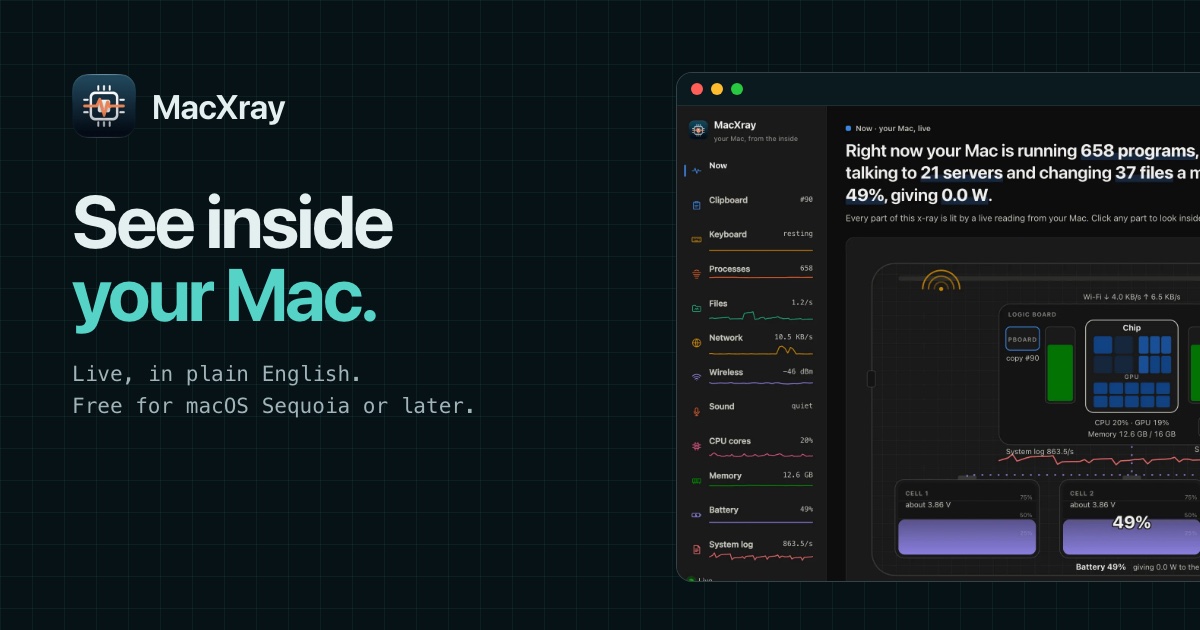 MacXray
See inside
your Mac.
Live, in plain English.
Free for macOS Sequoia or later.
MacXray
your Mac, from the inside
Now
Clipboard #90
Keyboard resting
Processes 658
Files 1.2/s
Network 10.5 KB/s
Wireless −46 dBm
Sound quiet
CPU cores 20%
Memory 12.6 GB
Battery 49%
System log 863.5/s
Live
Now · your Mac, live
Right now your Mac is running 658 programs,
talking to 21 servers and changing 37 files a
49%, giving 0.0 W.
Every part of this x-ray is lit by a live reading from your Mac. Click any part to look
Wi-Fi ↓ 4.0 KB/s ↑ 6.5 KB/s
LOGIC BOARD
PBOARD
copy #90
Chip
GPU
CPU 20% · GPU 19%
Memory 12.6 GB / 16 GB
System log 863.5/s
CELL 1
about 3.86 V
75%
50%
25%
CELL 2
about 3.86 V
75%
50%
25%
49%
Battery 49% giving 0.0 W to the